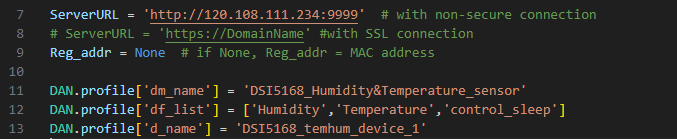 7 ServerURL = 'http://120.108.111.234:9999'  # with non-secure connection
8 # ServerURL = 'https://DomainName' #with SSL connection
9 Reg_addr = None  # if None, Reg_addr = MAC address
10
11 DAN.profile['dm_name'] = 'DSI5168_Humidity&Temperature_sensor'
12 DAN.profile['df_list'] = ['Humidity','Temperature','control_sleep']
13 DAN.profile['d_name'] = 'DSI5168_temhum_device_1'